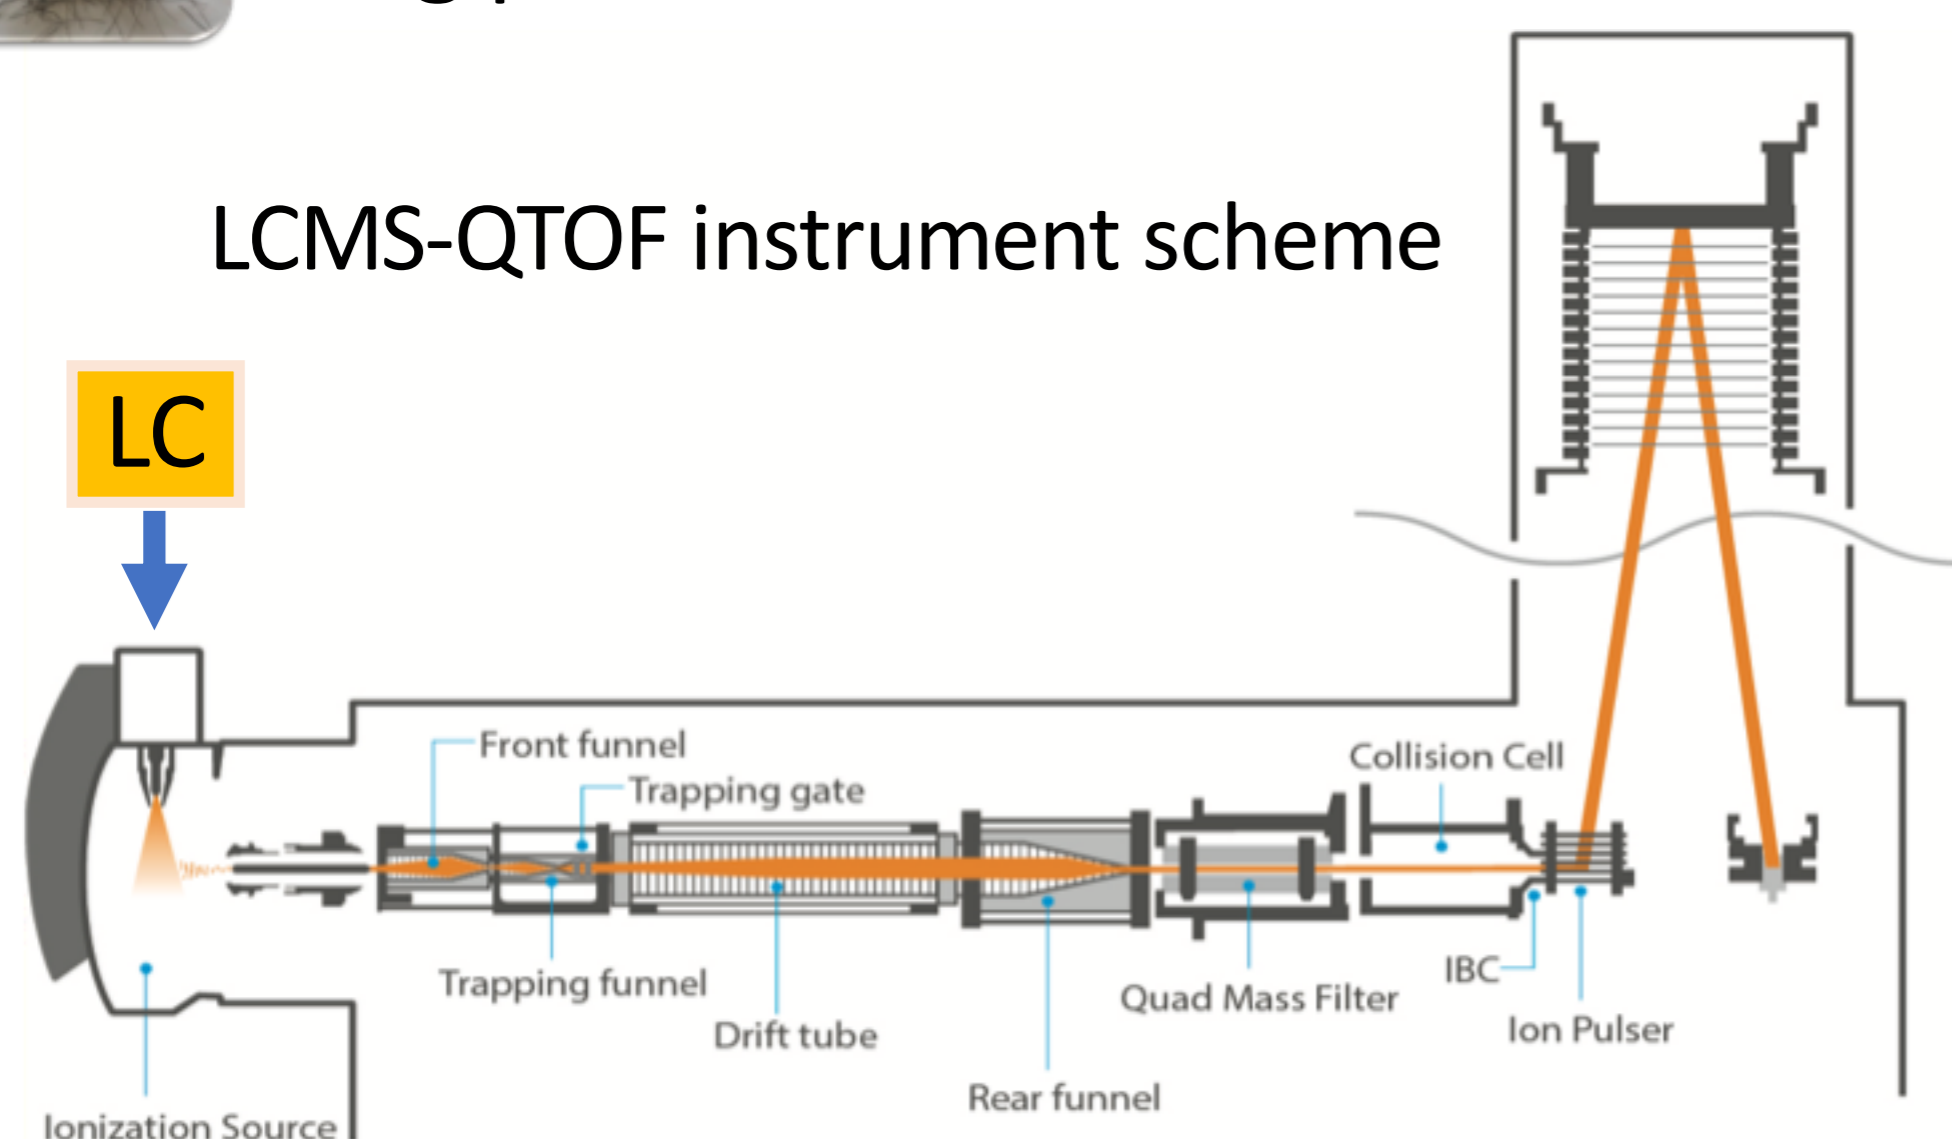 LCMS-QTOF instrument scheme
LC
Front funnel
Trapping gate
Collision Cell
Trapping funnel
Drift tube
Rear funnel
Quad Mass Filter
IBC
Ion Pulser
Ionization Source